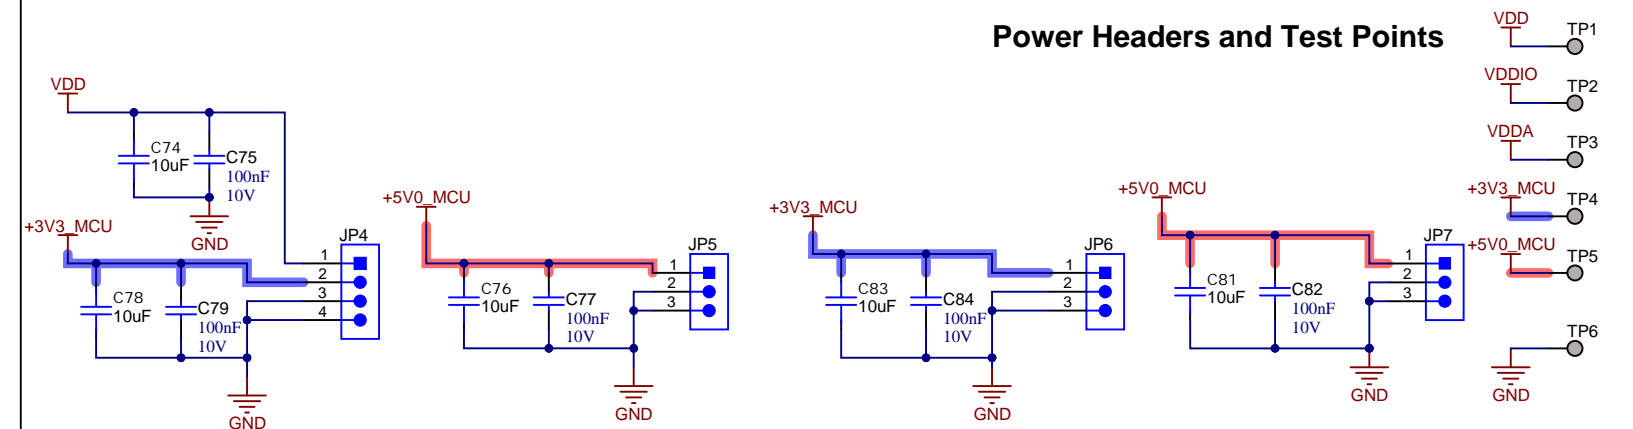 Power Headers and Test Points
VDD
C74
10uF
C75
100nF
10V
GND
+3V3_MCU
C78
10uF
C79
100nF
10V
GND
JP4
1
2
3
4
+5V0_MCU
C76
10uF
C77
100nF
10V
GND
JP5
1
2
3
+3V3_MCU
C83
10uF
C84
100nF
10V
GND
JP6
1
2
3
+5V0_MCU
C81
10uF
C82
100nF
10V
GND
JP7
1
2
3
VDD
TP1
VDDIO
TP2
VDDA
TP3
+3V3_MCU
TP4
+5V0_MCU
TP5
TP6
GND